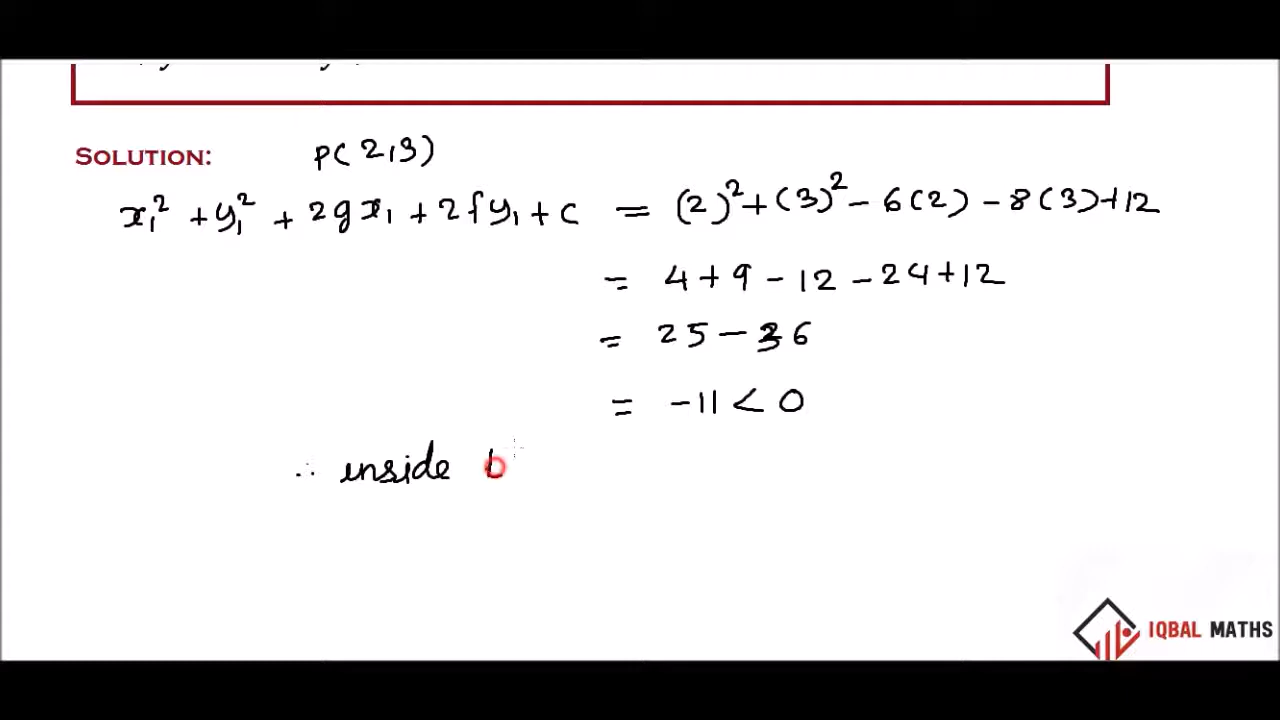 SOLUTION: P(2,3)
x₁² + y₁² + 2gx₁ + 2fy₁ + c = (2)² + (3)² - 6(2) - 8(3) + 12
= 4 + 9 - 12 - 24 + 12
= 25 - 36
= -11 < 0
∴ inside
IQBAL MATHS